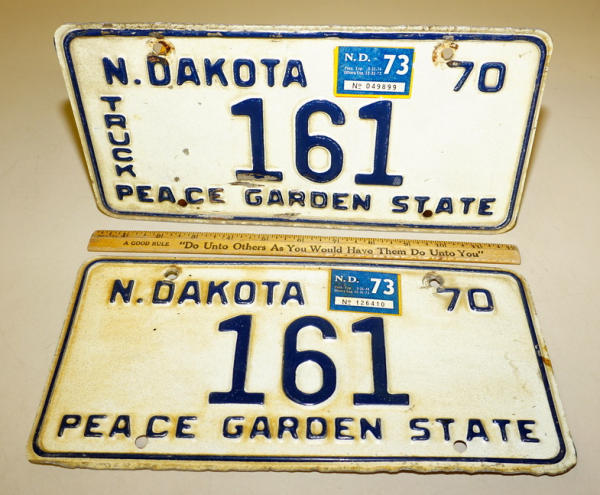 N.D. 73
No 049899
N. DAKOTA 70
TRUCK
161
PEACE GARDEN STATE
A GOOD RULE "Do Unto Others As You Would Have Them Do Unto You"
N.D. 73
No 126410
N. DAKOTA 70
161
PEACE GARDEN STATE